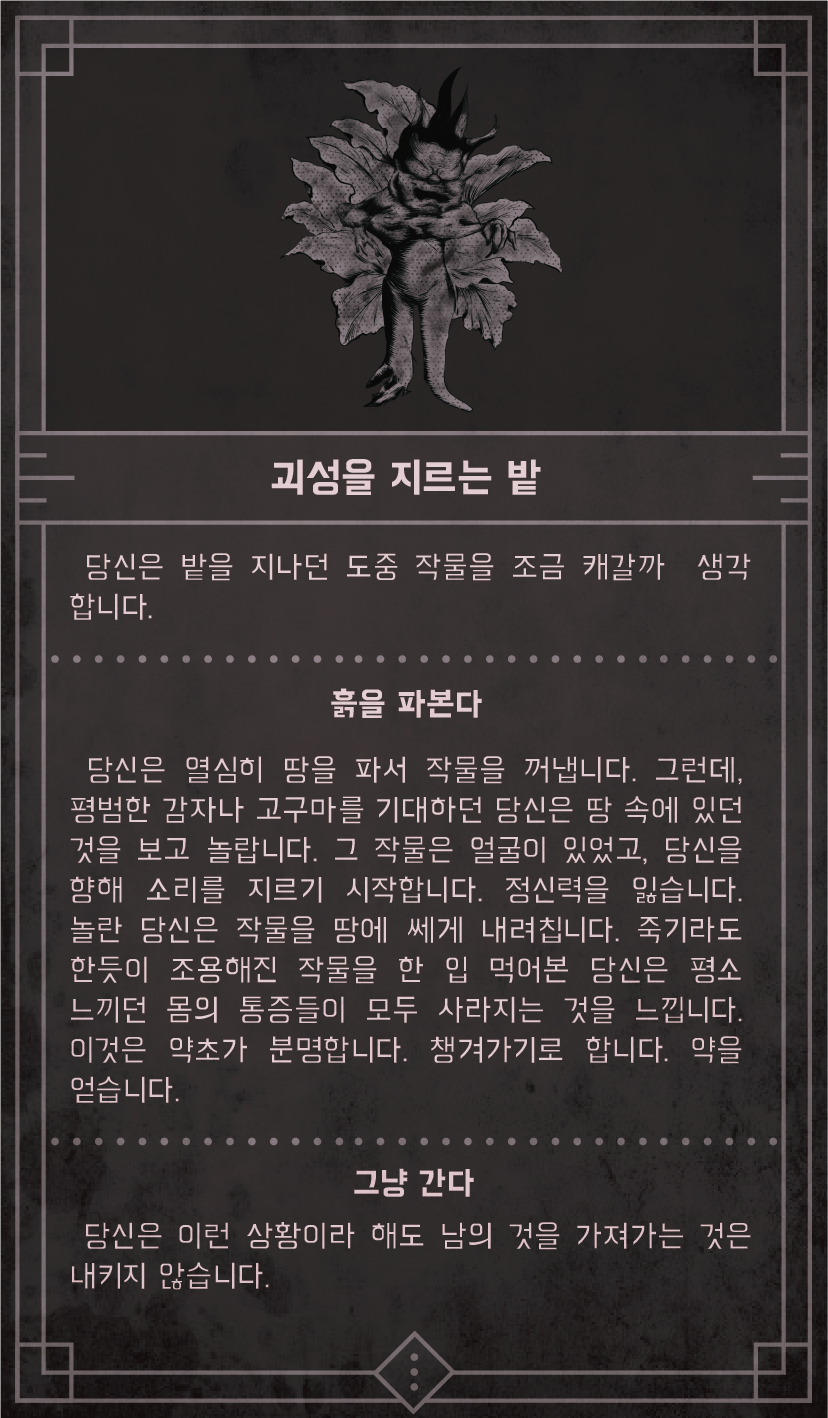 괴성을 지르는 밭
당신은 밭을 지나던 도중 작물을 조금 캐갈까 생각
합니다.
흙을 파본다
당신은 열심히 땅을 파서 작물을 꺼냅니다. 그런데,
평범한 감자나 고구마를 기대하던 당신은 땅 속에 있던
것을 보고 놀랍니다. 그 작물은 얼굴이 있었고, 당신을
향해 소리를 지르기 시작합니다. 정신력을 잃습니다.
놀란 당신은 작물을 땅에 쎄게 내려칩니다. 죽기라도
한듯이 조용해진 작물을 한 입 먹어본 당신은 평소
느끼던 몸의 통증들이 모두 사라지는 것을 느낍니다.
이것은 약초가 분명합니다. 챙겨가기로 합니다. 약을
얻습니다.
그냥 간다
당신은 이런 상황이라 해도 남의 것을 가져가는 것은
내키지 않습니다.